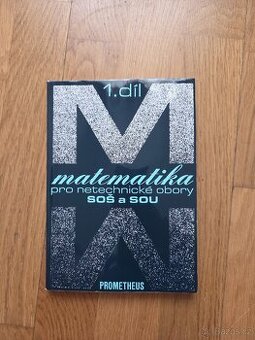 1.díl
M
matematika
pro netechnické obory
SOŠ a SOU
M
PROMETHEUS